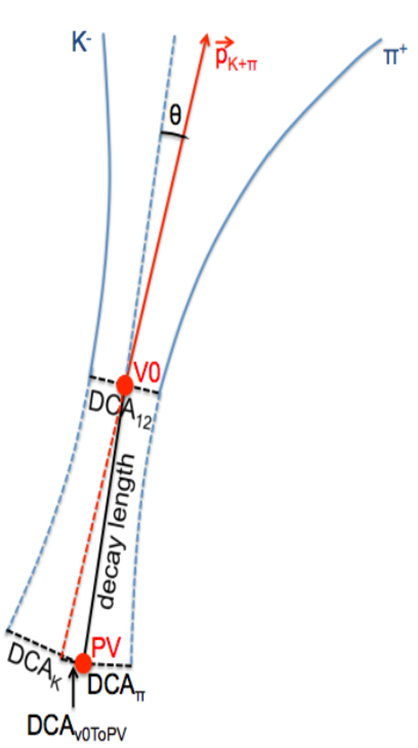 K⁻
p⃗K+π
π⁺
θ
V0
DCA₁₂
decay length
PV
DCAK
DCAπ
DCAv0ToPV